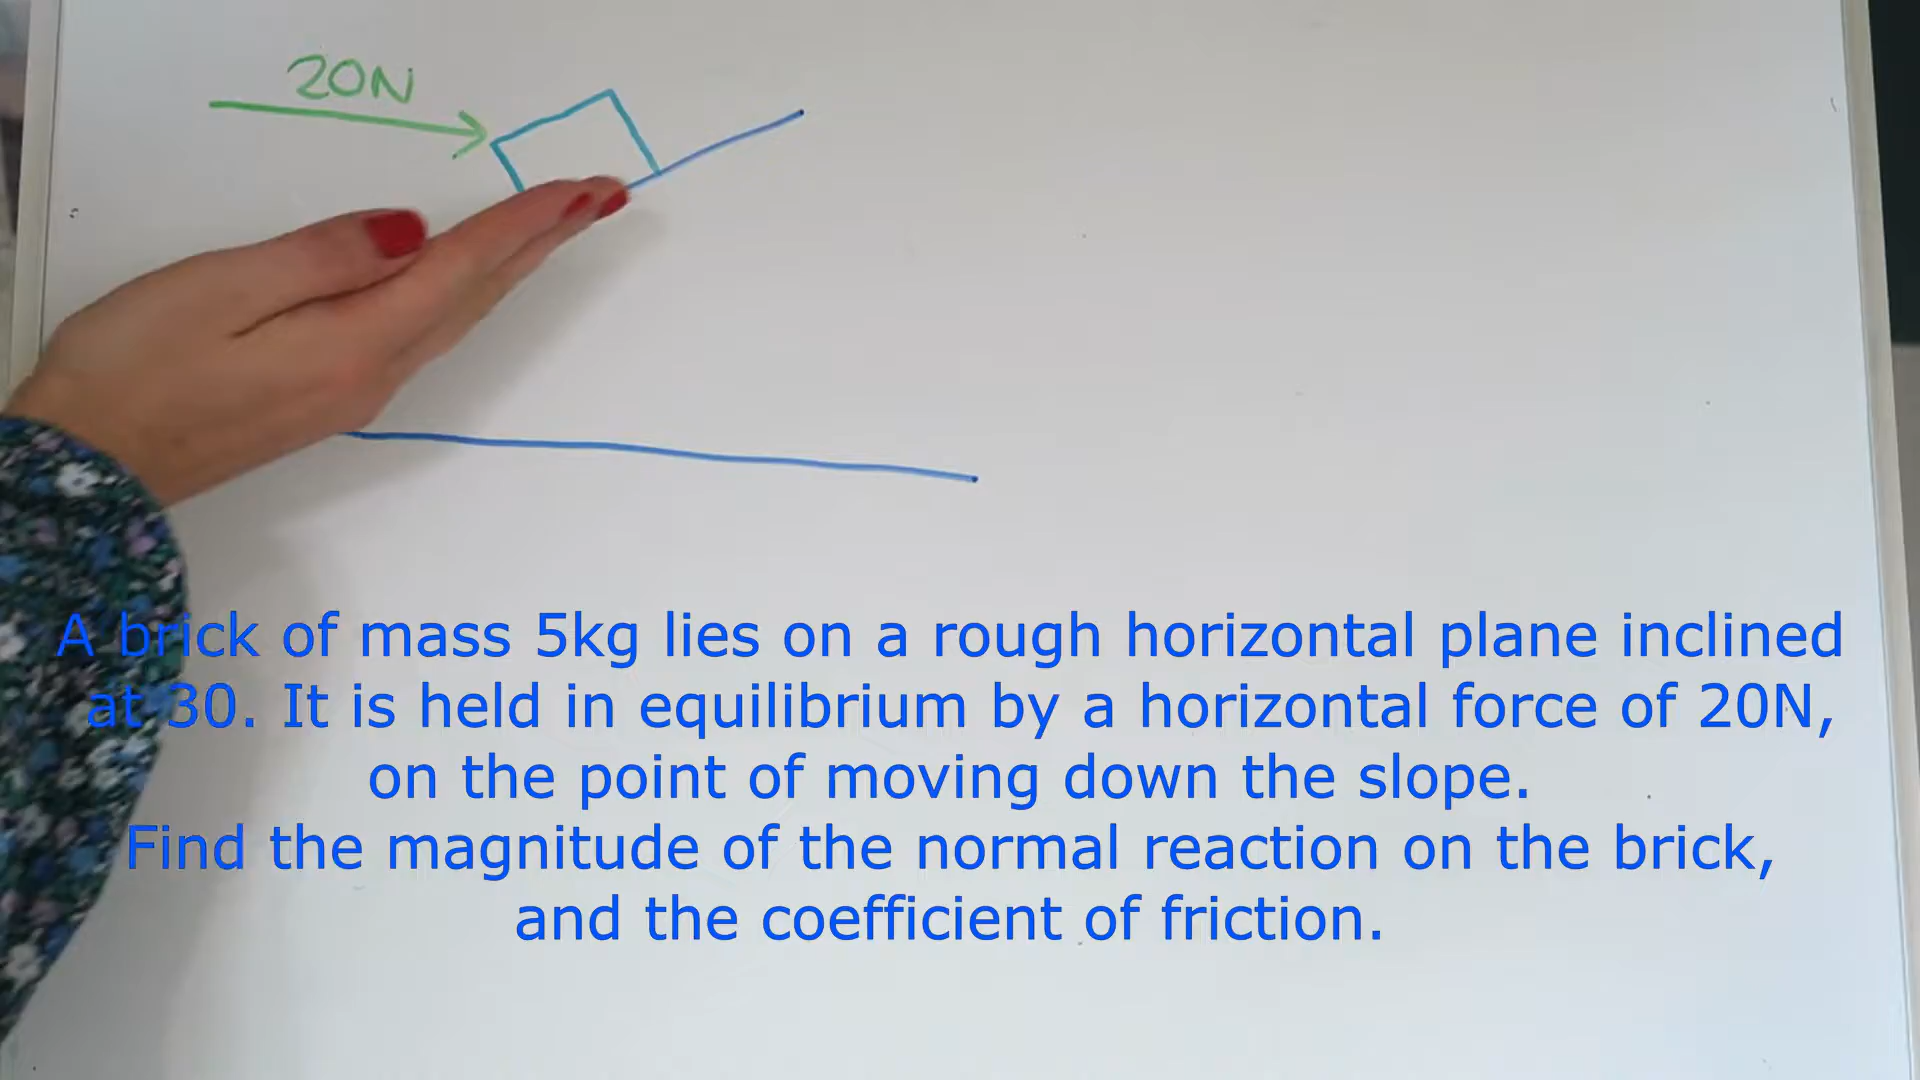 20N
A brick of mass 5kg lies on a rough horizontal plane inclined
at 30. It is held in equilibrium by a horizontal force of 20N,
on the point of moving down the slope.
Find the magnitude of the normal reaction on the brick,
and the coefficient of friction.